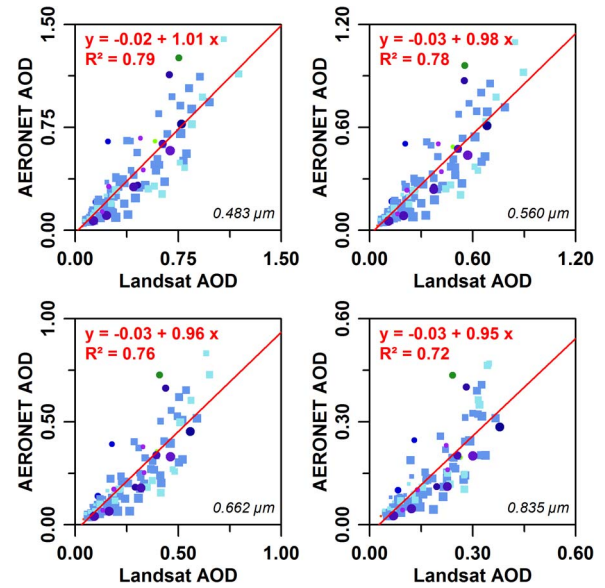 1.50
y = -0.02 + 1.01 x
R² = 0.79
AERONET AOD
0.75
0.00
0.483 µm
0.00 0.75 1.50
Landsat AOD
1.20
y = -0.03 + 0.98 x
R² = 0.78
AERONET AOD
0.60
0.00
0.560 µm
0.00 0.60 1.20
Landsat AOD
1.00
y = -0.03 + 0.96 x
R² = 0.76
AERONET AOD
0.50
0.00
0.662 µm
0.00 0.50 1.00
Landsat AOD
0.60
y = -0.03 + 0.95 x
R² = 0.72
AERONET AOD
0.30
0.00
0.835 µm
0.00 0.30 0.60
Landsat AOD